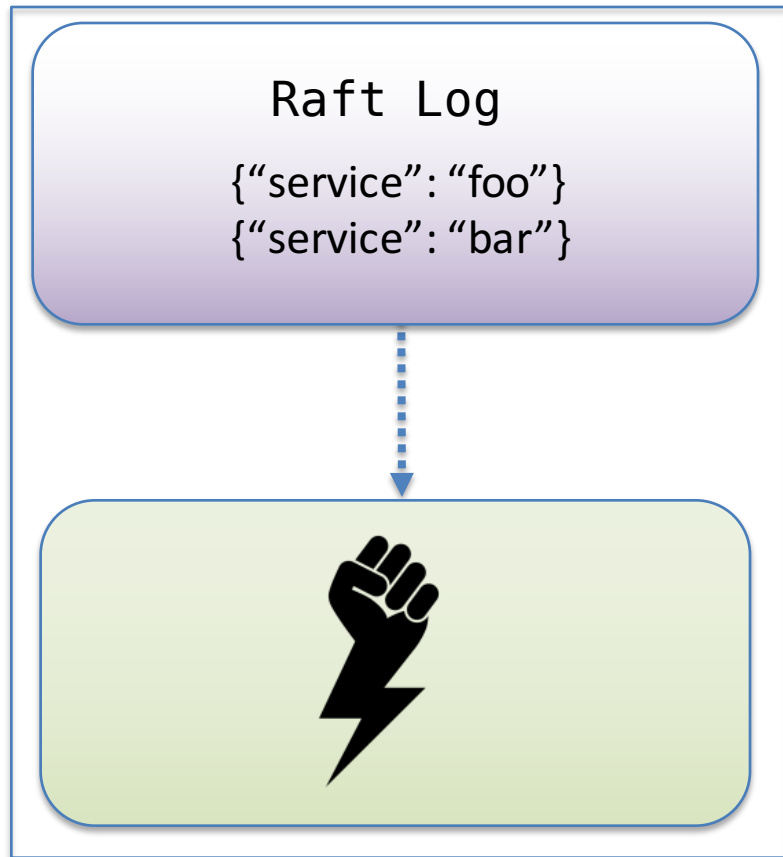 Raft Log
{“service”: “foo”}
{“service”: “bar”}